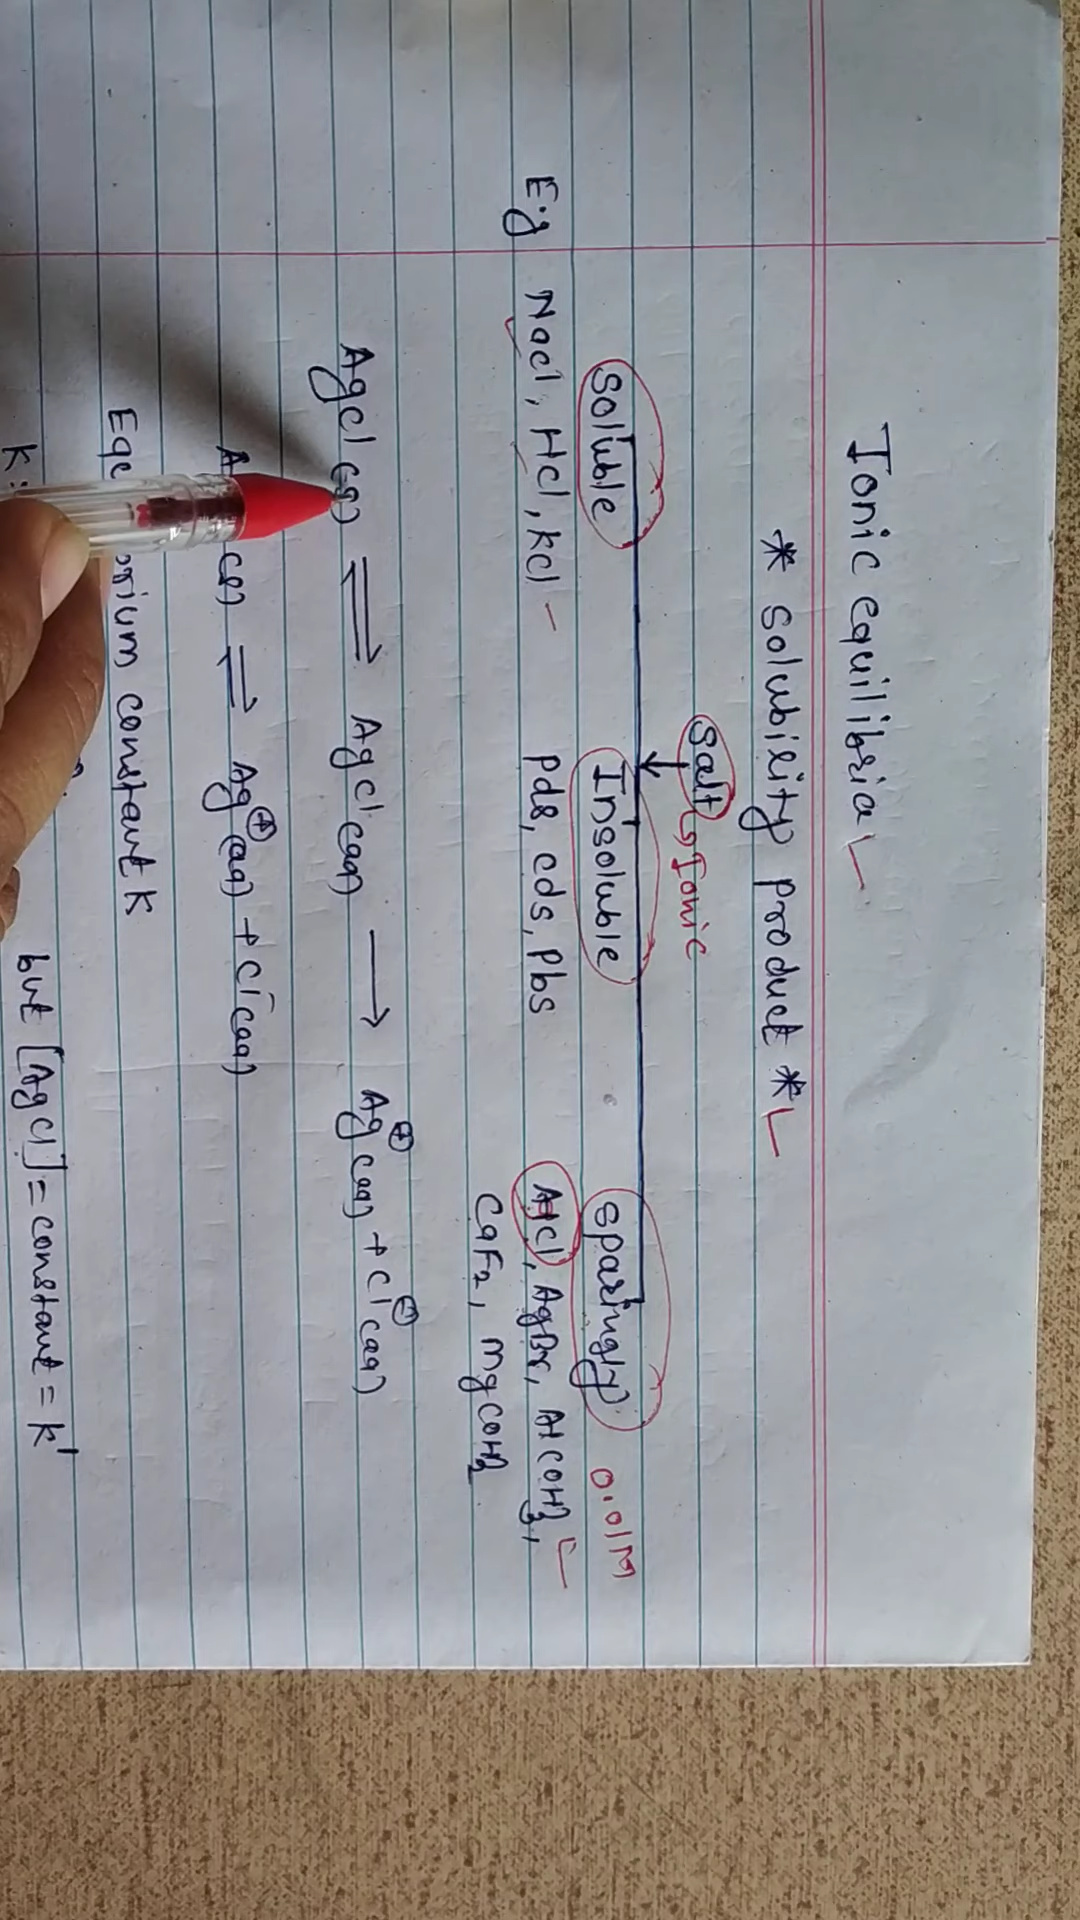 Ionic equilibria
* solubility product *
salt ↳ Ionic
soluble Insoluble sparingly 0.01M
E.g Nacl, Hcl, kcl - pds, cds, Pbs Agcl, AgBr, Al(OH)3,
CaF2, mg(OH)2
Agcl(s) ⇌ Agcl(aq) → Ag⊕(aq) + Cl⊖(aq)
(s) ⇌ Ag⊕(aq) + Cl-(aq)
constant K
but [AgCl] = constant = k'